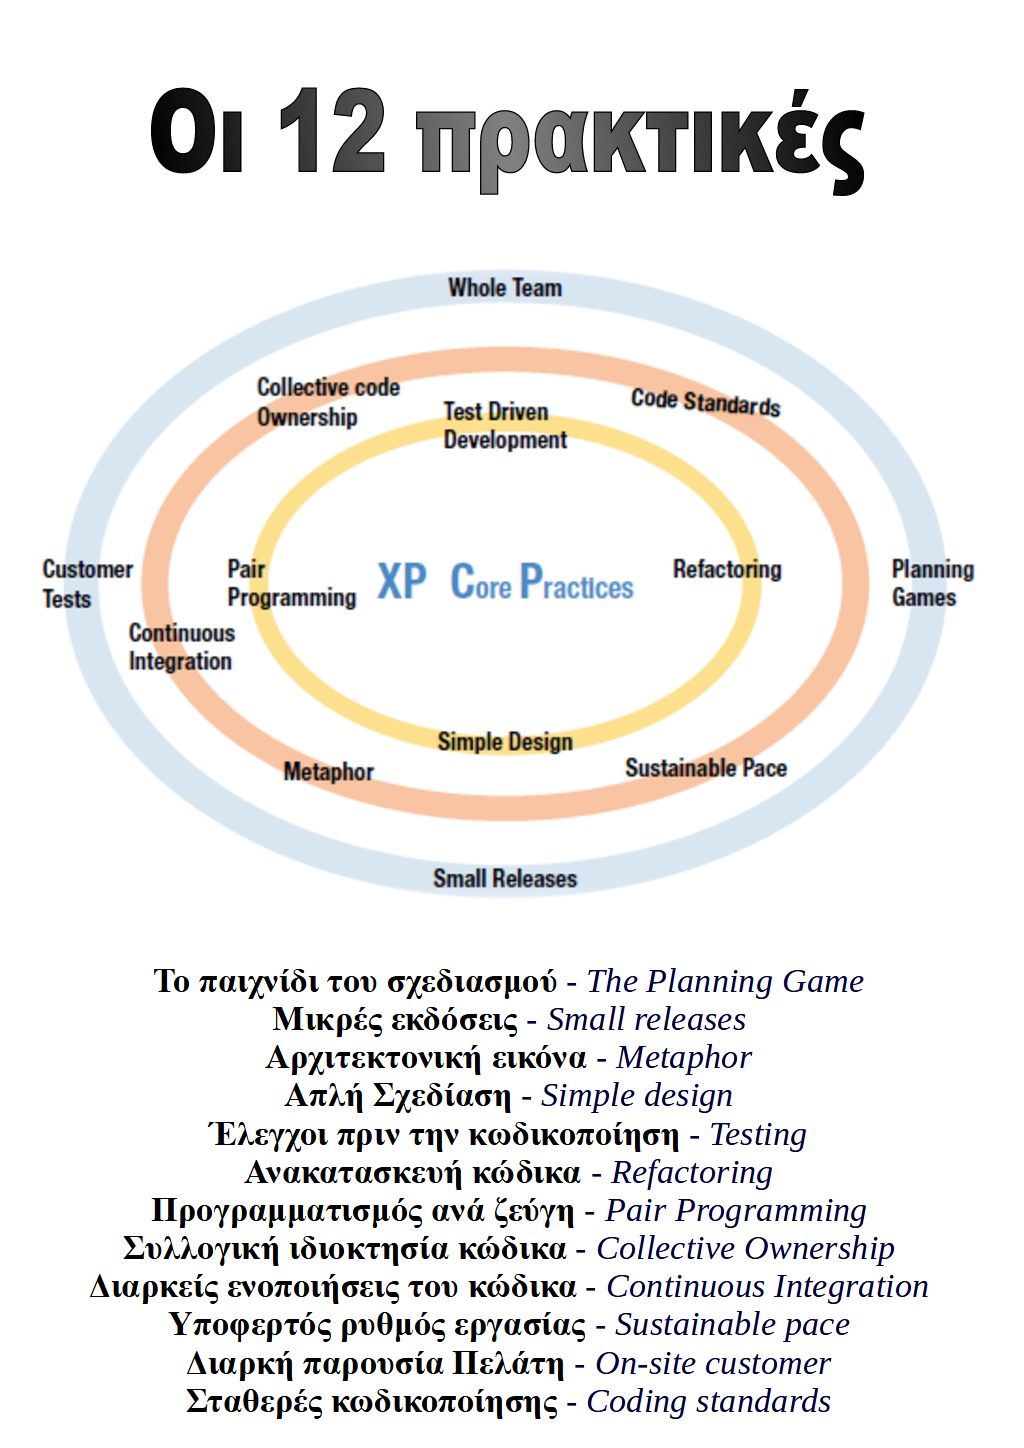 Οι 12 πρακτικές
Whole Team
Collective code
Ownership
Test Driven
Development
Code Standards
Customer
Tests
Pair
Programming
XP Core Practices
Refactoring
Planning
Games
Continuous
Integration
Simple Design
Metaphor
Sustainable Pace
Small Releases
Το παιχνίδι του σχεδιασμού - The Planning Game
Μικρές εκδόσεις - Small releases
Αρχιτεκτονική εικόνα - Metaphor
Απλή Σχεδίαση - Simple design
Έλεγχοι πριν την κωδικοποίηση - Testing
Ανακατασκευή κώδικα - Refactoring
Προγραμματισμός ανά ζεύγη - Pair Programming
Συλλογική ιδιοκτησία κώδικα - Collective Ownership
Διαρκείς ενοποιήσεις του κώδικα - Continuous Integration
Υποφερτός ρυθμός εργασίας - Sustainable pace
Διαρκή παρουσία Πελάτη - On-site customer
Σταθερές κωδικοποίησης - Coding standards